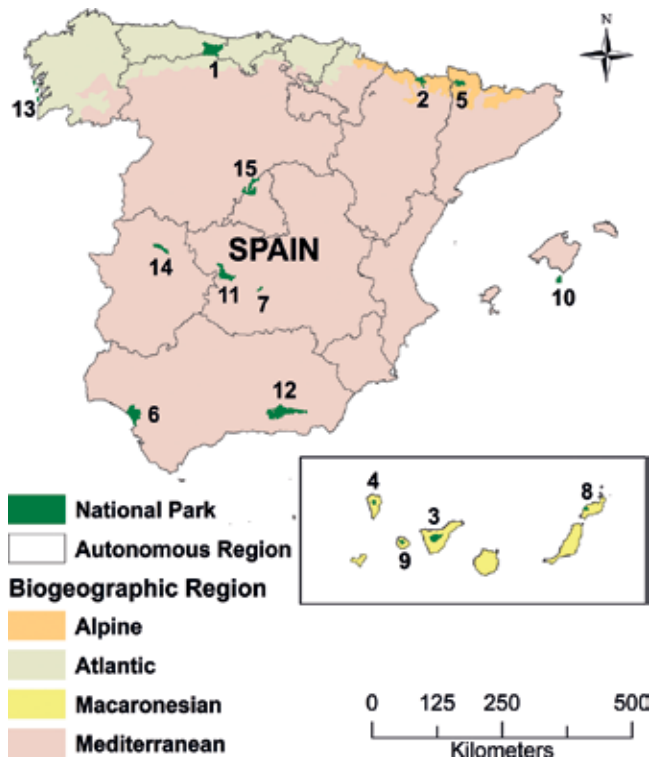 N
1
2
5
13
15
SPAIN
14
11
7
10
6
12
4
8
3
9
National Park
Autonomous Region
Biogeographic Region
Alpine
Atlantic
Macaronesian
Mediterranean
0 125 250 500
Kilometers